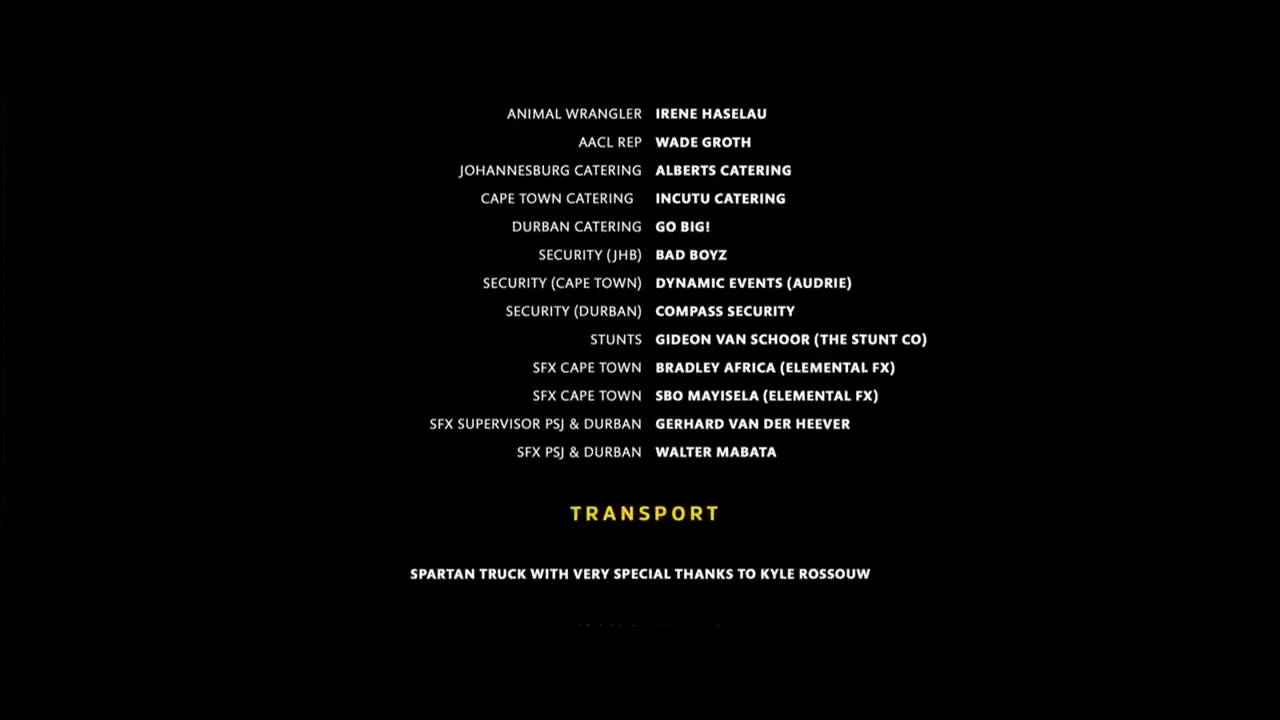 ANIMAL WRANGLER IRENE HASELAU
AACL REP WADE GROTH
JOHANNESBURG CATERING ALBERTS CATERING
CAPE TOWN CATERING INCUTU CATERING
DURBAN CATERING GO BIG!
SECURITY (JHB) BAD BOYZ
SECURITY (CAPE TOWN) DYNAMIC EVENTS (AUDRIE)
SECURITY (DURBAN) COMPASS SECURITY
STUNTS GIDEON VAN SCHOOR (THE STUNT CO)
SFX CAPE TOWN BRADLEY AFRICA (ELEMENTAL FX)
SFX CAPE TOWN SBO MAYISELA (ELEMENTAL FX)
SFX SUPERVISOR PSJ & DURBAN GERHARD VAN DER HEEVER
SFX PSJ & DURBAN WALTER MABATA
TRANSPORT
SPARTAN TRUCK WITH VERY SPECIAL THANKS TO KYLE ROSSOUW